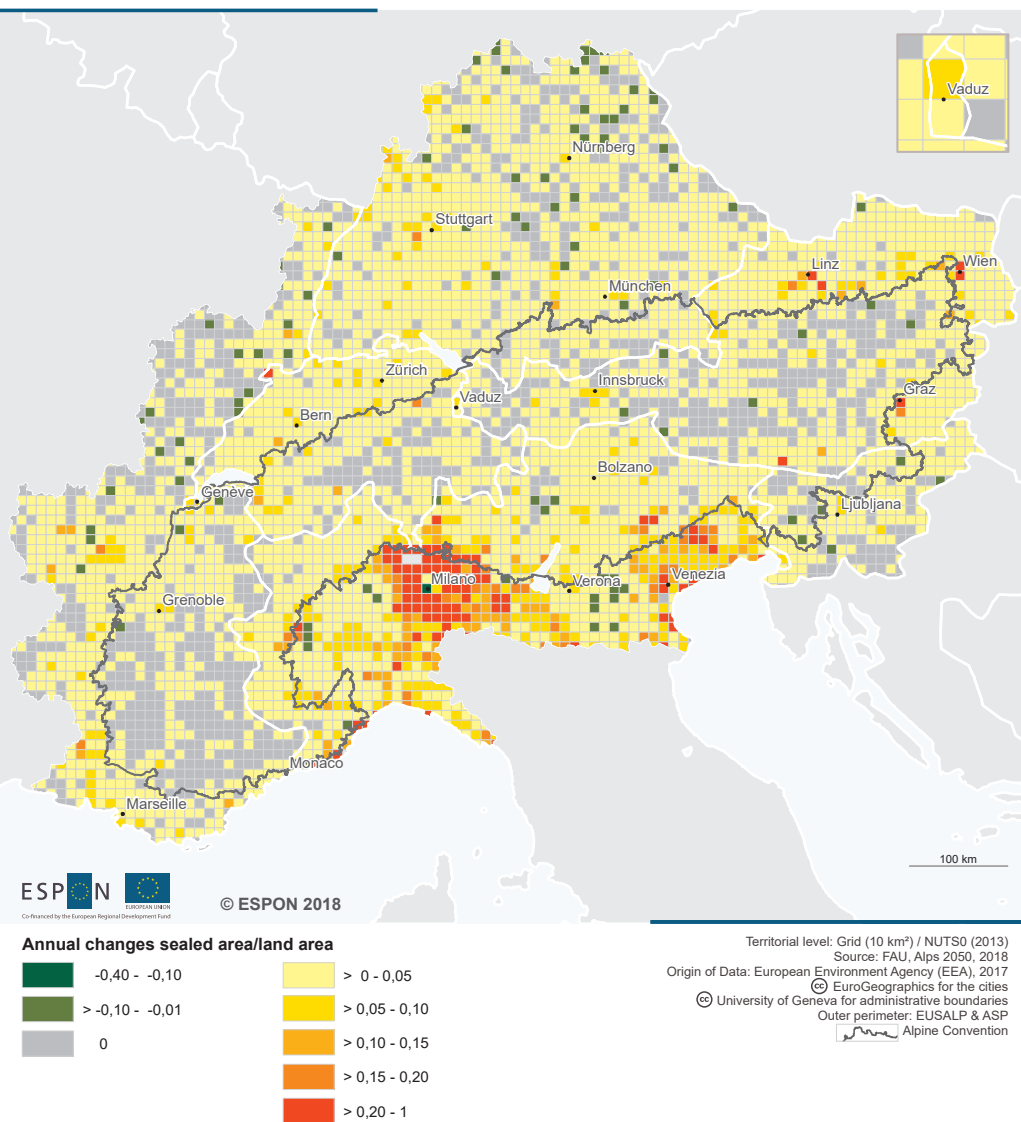 Vaduz
Nürnberg
Stuttgart
Linz
Wien
München
Zürich
Innsbruck
Vaduz
Graz
Bern
Bolzano
Genève
Ljubljana
Milano
Verona
Venezia
Grenoble
Monaco
Marseille
100 km
ESPON
EUROPEAN UNION
Co-financed by the European Regional Development Fund
© ESPON 2018
Annual changes sealed area/land area
-0,40 - -0,10
> -0,10 - -0,01
0
> 0 - 0,05
> 0,05 - 0,10
> 0,10 - 0,15
> 0,15 - 0,20
> 0,20 - 1
Territorial level: Grid (10 km²) / NUTS0 (2013)
Source: FAU, Alps 2050, 2018
Origin of Data: European Environment Agency (EEA), 2017
cc EuroGeographics for the cities
cc University of Geneva for administrative boundaries
Outer perimeter: EUSALP & ASP
Alpine Convention